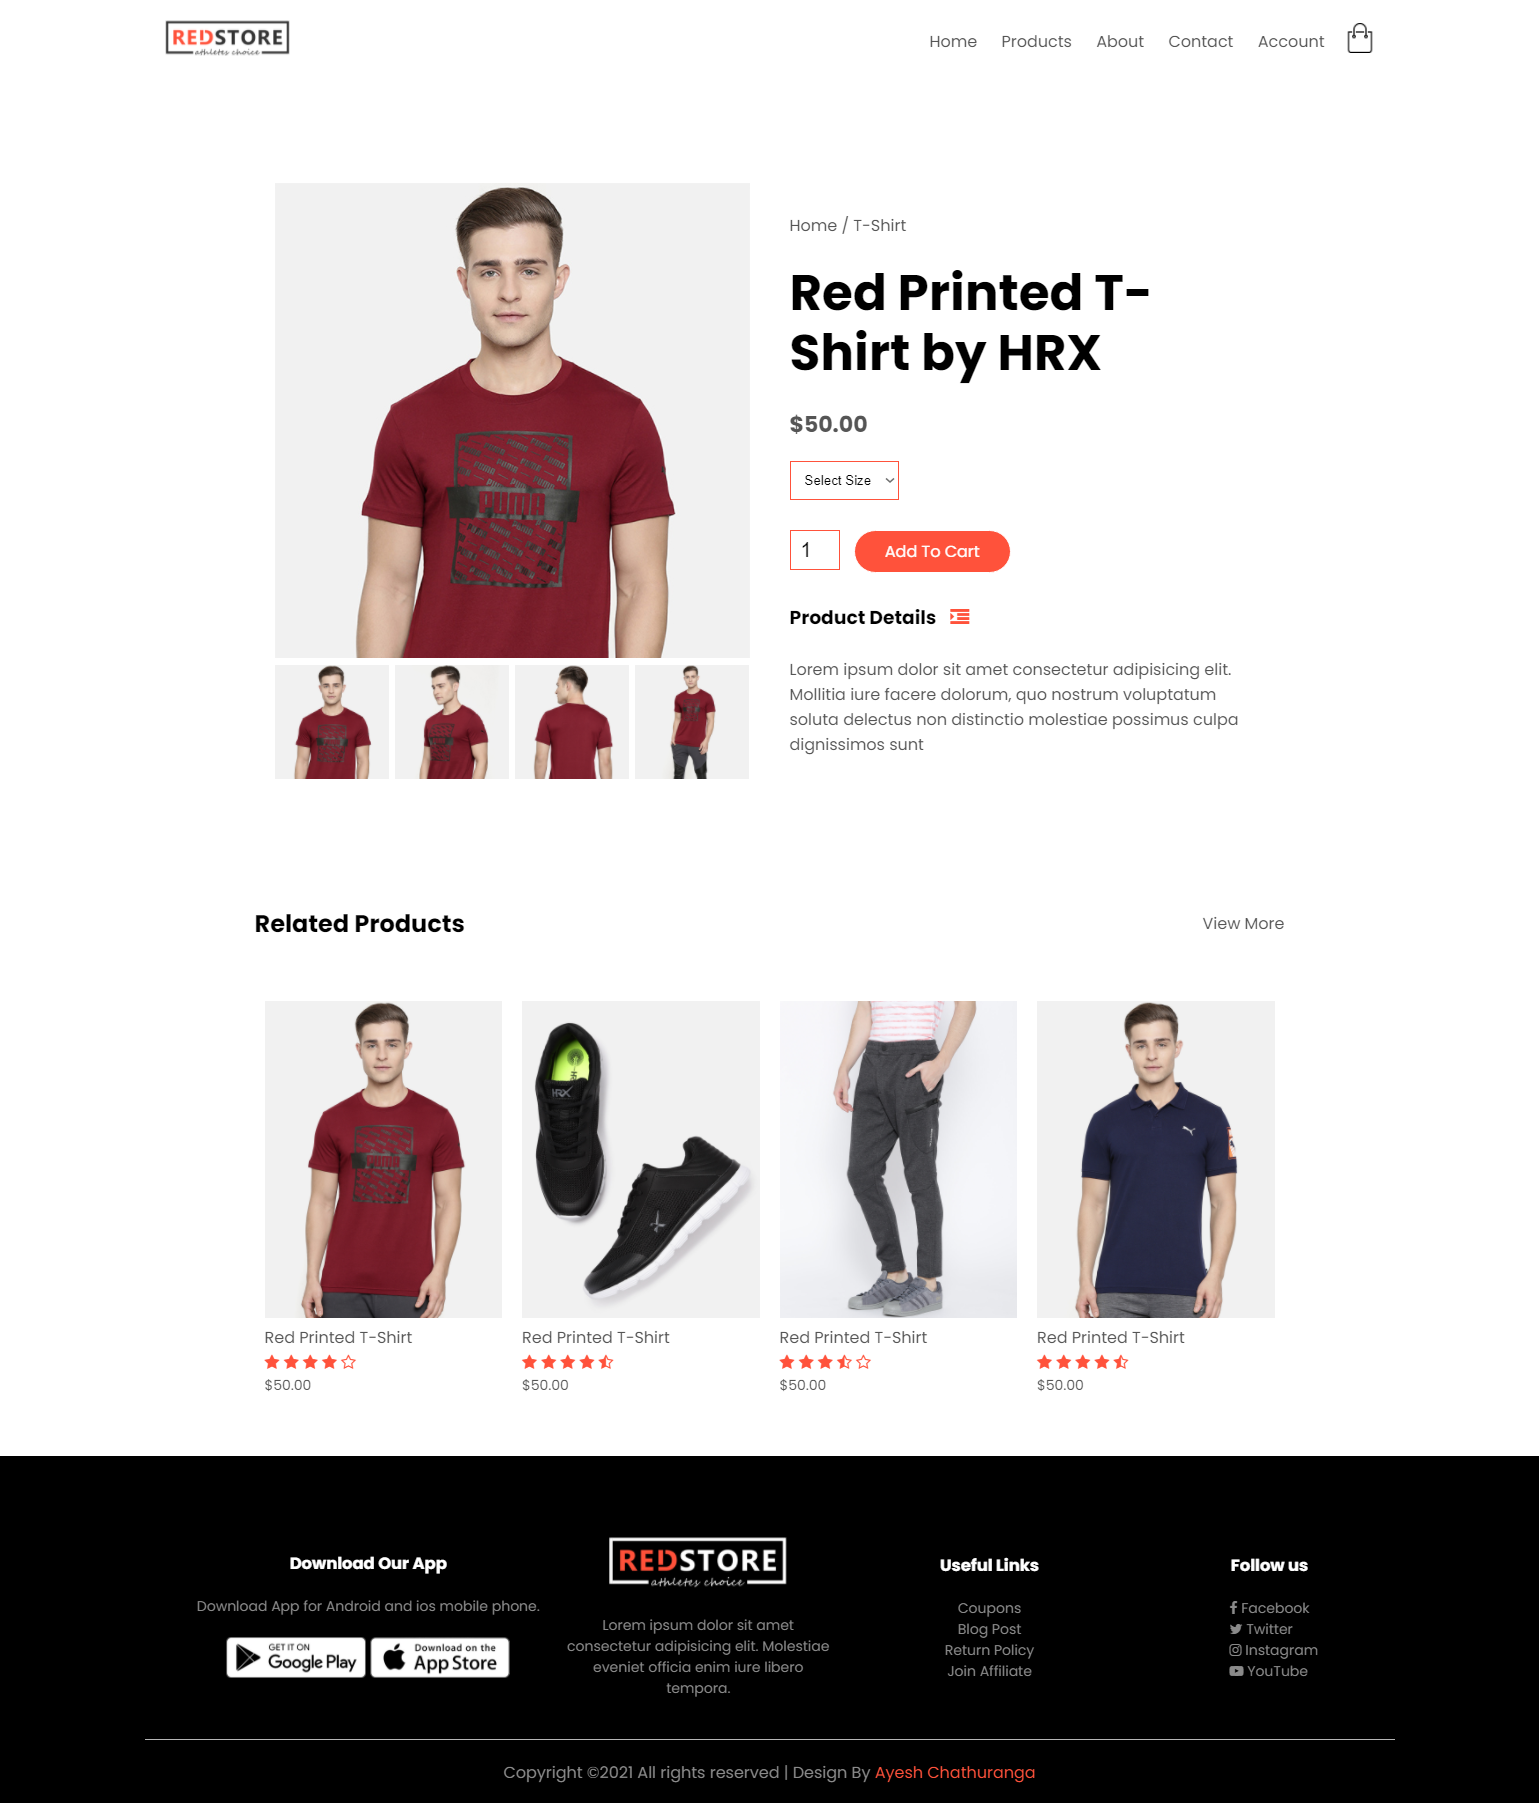 REDSTORE
athletes choice
Home Products About Contact Account
Home / T-Shirt
Red Printed T-
Shirt by HRX
$50.00
Select Size
1 Add To Cart
Product Details
Lorem ipsum dolor sit amet consectetur adipisicing elit.
Mollitia iure facere dolorum, quo nostrum voluptatum
soluta delectus non distinctio molestiae possimus culpa
dignissimos sunt
PUMA
Related Products View More
HRX
Red Printed T-Shirt Red Printed T-Shirt Red Printed T-Shirt Red Printed T-Shirt
$50.00 $50.00 $50.00 $50.00
Download Our App
Download App for Android and ios mobile phone.
GET IT ON
Google Play
Download on the
App Store
REDSTORE
athletes choice
Lorem ipsum dolor sit amet
consectetur adipisicing elit. Molestiae
eveniet officia enim iure libero
tempora.
Useful Links
Coupons
Blog Post
Return Policy
Join Affiliate
Follow us
Facebook
Twitter
Instagram
YouTube
Copyright ©2021 All rights reserved | Design By Ayesh Chathuranga